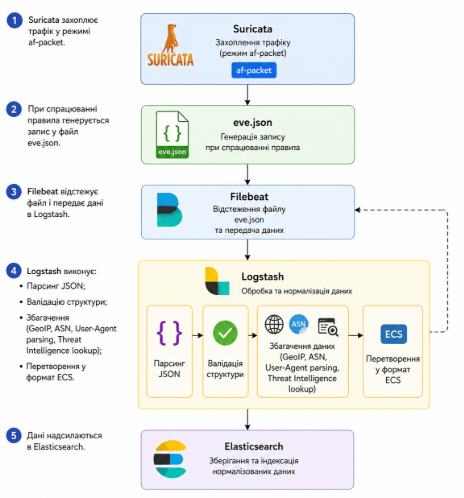 1
Suricata захоплює
трафік у режимі
af-packet.
SURICATA
Suricata
Захоплення трафіку
(режим af-packet)
af-packet
2
При спрацюванні
правила генерується
запис у файл
eve.json.
{ }
eve.json
eve.json
Генерація запису
при спрацюванні правила
3
Filebeat відстежує
файл і передає дані
в Logstash.
Filebeat
Відстеження файлу
eve.json
та передача даних
4
Logstash виконує:
• Парсинг JSON;
• Валідацію структури;
• Збагачення
(GeoIP, ASN, User-Agent
parsing, Threat
Intelligence lookup);
• Перетворення у
формат ECS.
Logstash
Обробка та нормалізація даних
{ }
Парсинг
JSON
Валідація
структури
ASN
Збагачення даних
(GeoIP, ASN,
User-Agent parsing,
Threat Intelligence
lookup)
ECS
Перетворення
у формат
ECS
5
Дані надсилаються
в Elasticsearch.
Elasticsearch
Зберігання та індексація
нормалізованих даних